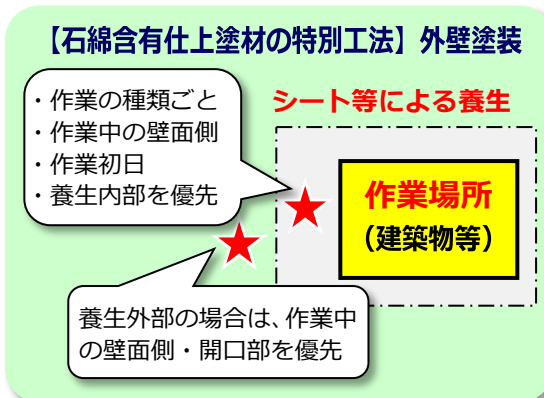 【石綿含有仕上塗材の特別工法】外壁塗装
・作業の種類ごと
・作業中の壁面側
・作業初日
・養生内部を優先
シート等による養生
作業場所
（建築物等）
養生外部の場合は、作業中
の壁面側・開口部を優先